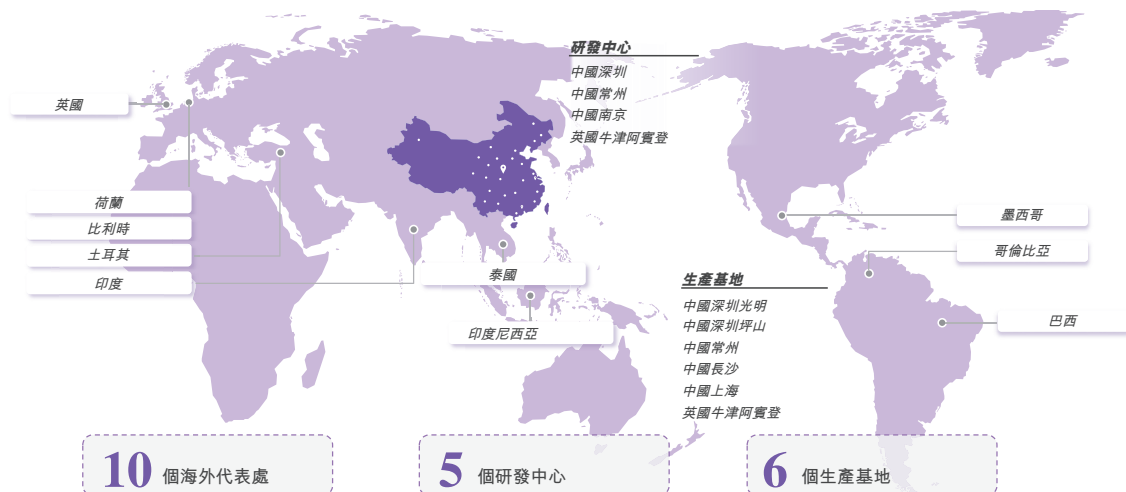 研發中心
中國深圳
中國常州
中國南京
英國牛津阿賓登
英國
荷蘭
比利時
土耳其
印度
泰國
印度尼西亞
墨西哥
哥倫比亞
巴西
生產基地
中國深圳光明
中國深圳坪山
中國常州
中國長沙
中國上海
英國牛津阿賓登
10 個海外代表處
5 個研發中心
6 個生產基地